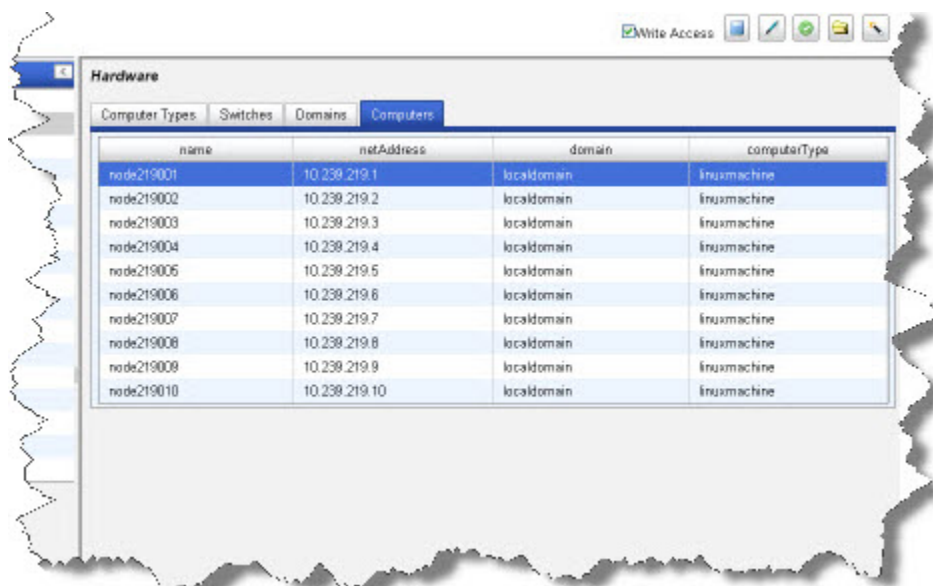 Write Access
Hardware
Computer Types Switches Domains Computers
name netAddress domain computerType
node219001 10.239.219.1 localdomain linuxmachine
node219002 10.239.219.2 localdomain linuxmachine
node219003 10.239.219.3 localdomain linuxmachine
node219004 10.239.219.4 localdomain linuxmachine
node219005 10.239.219.5 localdomain linuxmachine
node219006 10.239.219.6 localdomain linuxmachine
node219007 10.239.219.7 localdomain linuxmachine
node219008 10.239.219.8 localdomain linuxmachine
node219009 10.239.219.9 localdomain linuxmachine
node219010 10.239.219.10 localdomain linuxmachine